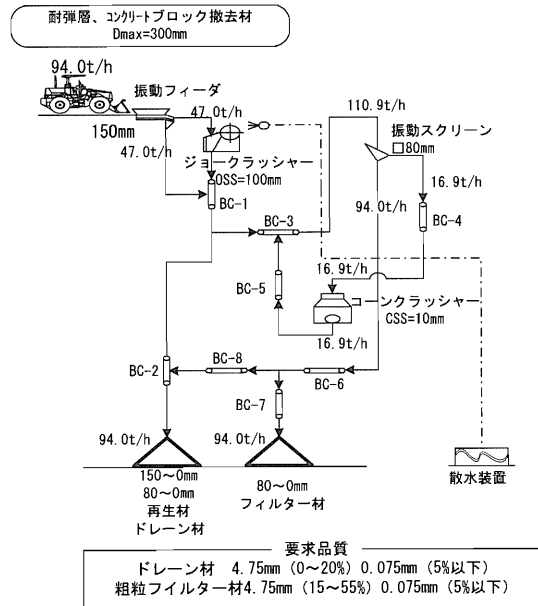 耐弾層、コンクリートブロック撤去材
Dmax=300mm
94.0t/h
振動フィーダ
150mm
47.0t/h
47.0t/h
ジョークラッシャー
OSS=100mm
BC-1
110.9t/h
振動スクリーン
□80mm
16.9t/h
94.0t/h
BC-4
BC-3
BC-5
16.9t/h
コーンクラッシャー
CSS=10mm
16.9t/h
BC-2
BC-8
BC-6
BC-7
94.0t/h
94.0t/h
150～0mm
80～0mm
再生材
ドレーン材
80～0mm
フィルター材
散水装置
要求品質
ドレーン材 4.75mm (0～20%) 0.075mm (5%以下)
粗粒フイルター材4.75mm (15～55%) 0.075mm (5%以下)